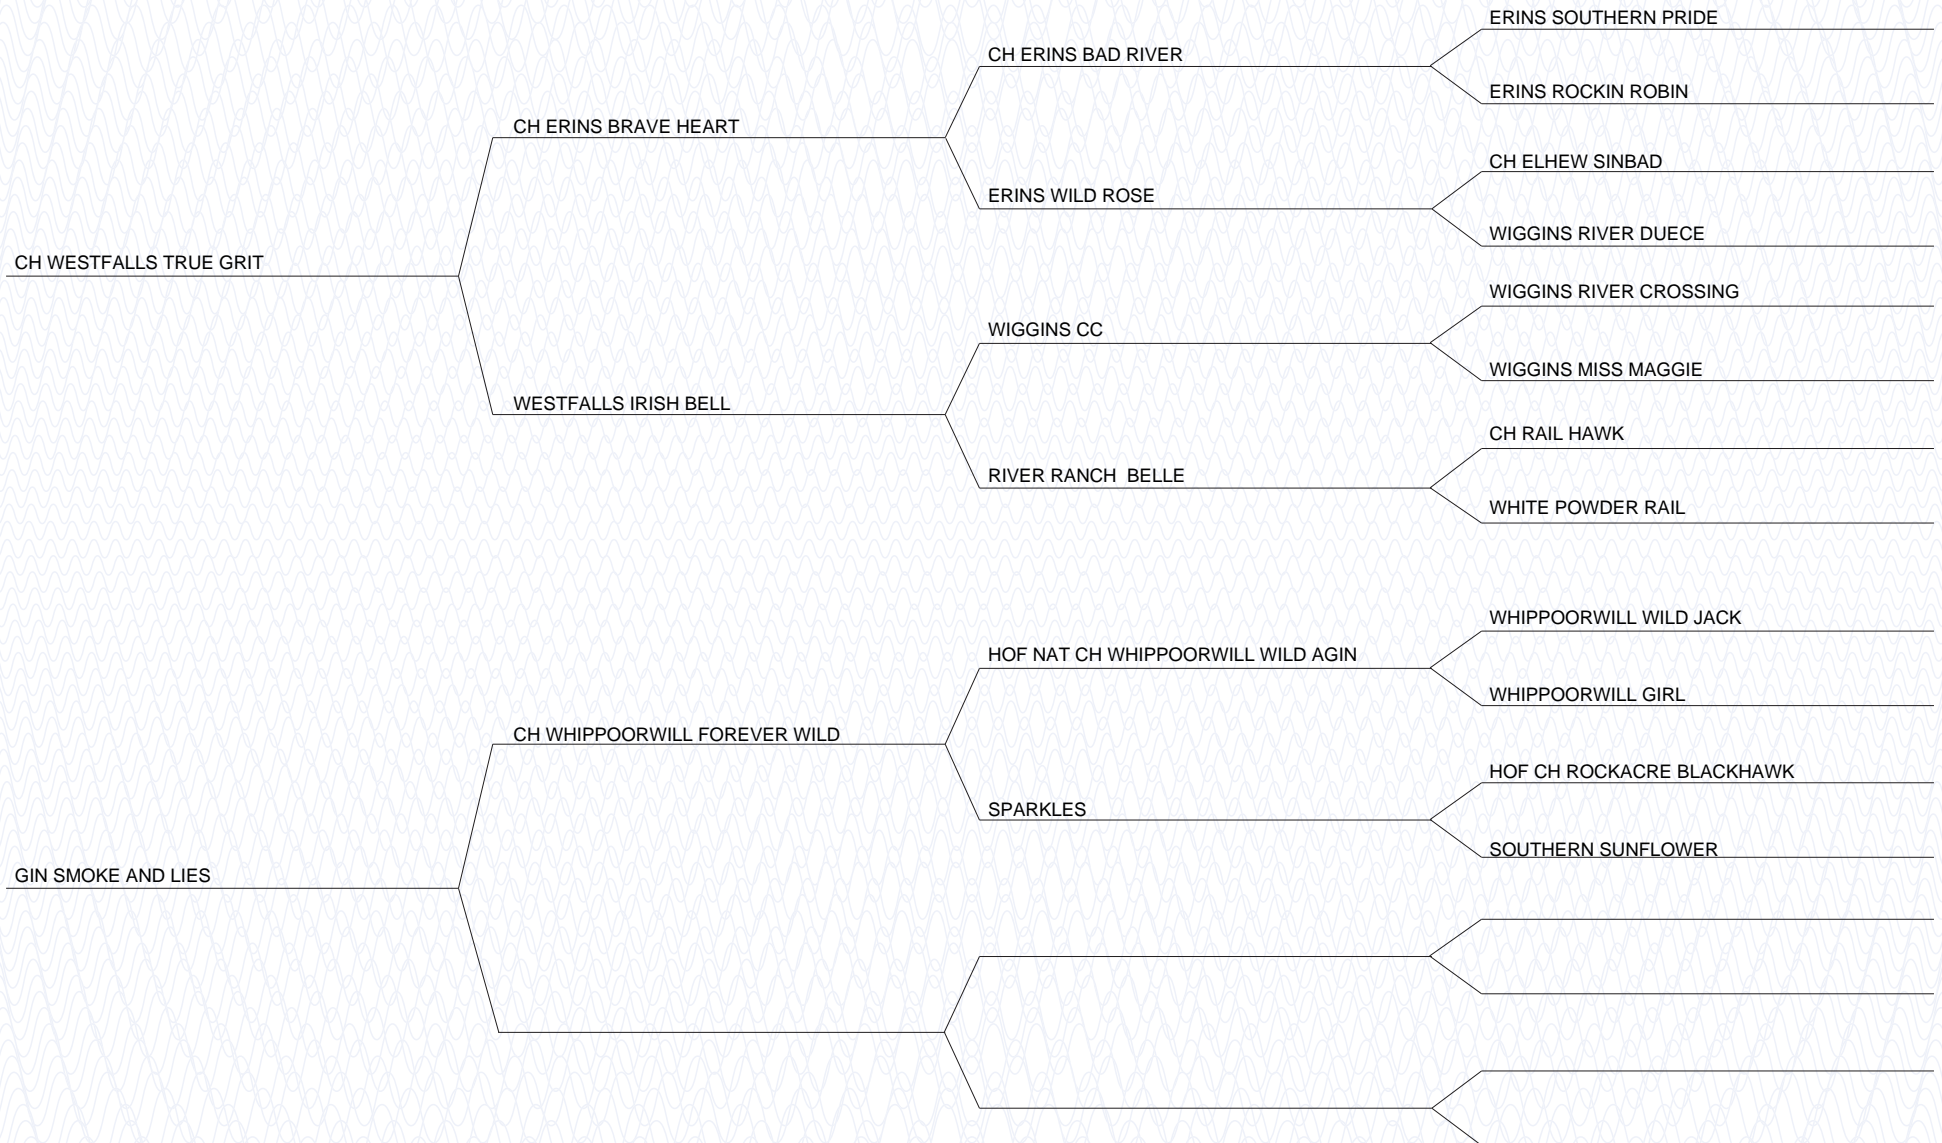 ERINS SOUTHERN PRIDE
CH ERINS BAD RIVER
ERINS ROCKIN ROBIN
CH ERINS BRAVE HEART
CH ELHEW SINBAD
ERINS WILD ROSE
WIGGINS RIVER DUECE
CH WESTFALLS TRUE GRIT
WIGGINS RIVER CROSSING
WIGGINS CC
WIGGINS MISS MAGGIE
WESTFALLS IRISH BELL
CH RAIL HAWK
RIVER RANCH  BELLE
WHITE POWDER RAIL
WHIPPOORWILL WILD JACK
HOF NAT CH WHIPPOORWILL WILD AGIN
WHIPPOORWILL GIRL
CH WHIPPOORWILL FOREVER WILD
HOF CH ROCKACRE BLACKHAWK
SPARKLES
SOUTHERN SUNFLOWER
GIN SMOKE AND LIES